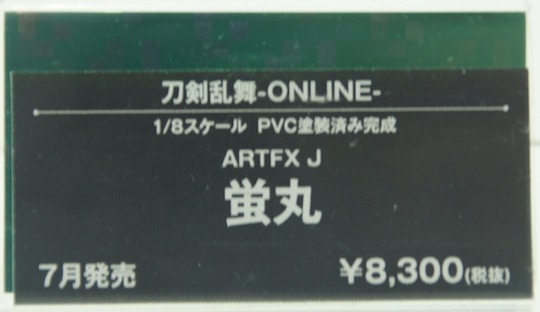 刀剣乱舞-ONLINE-
1/8スケール PVC塗装済み完成
ARTFX J
蛍丸
7月発売 ¥8,300(税抜)